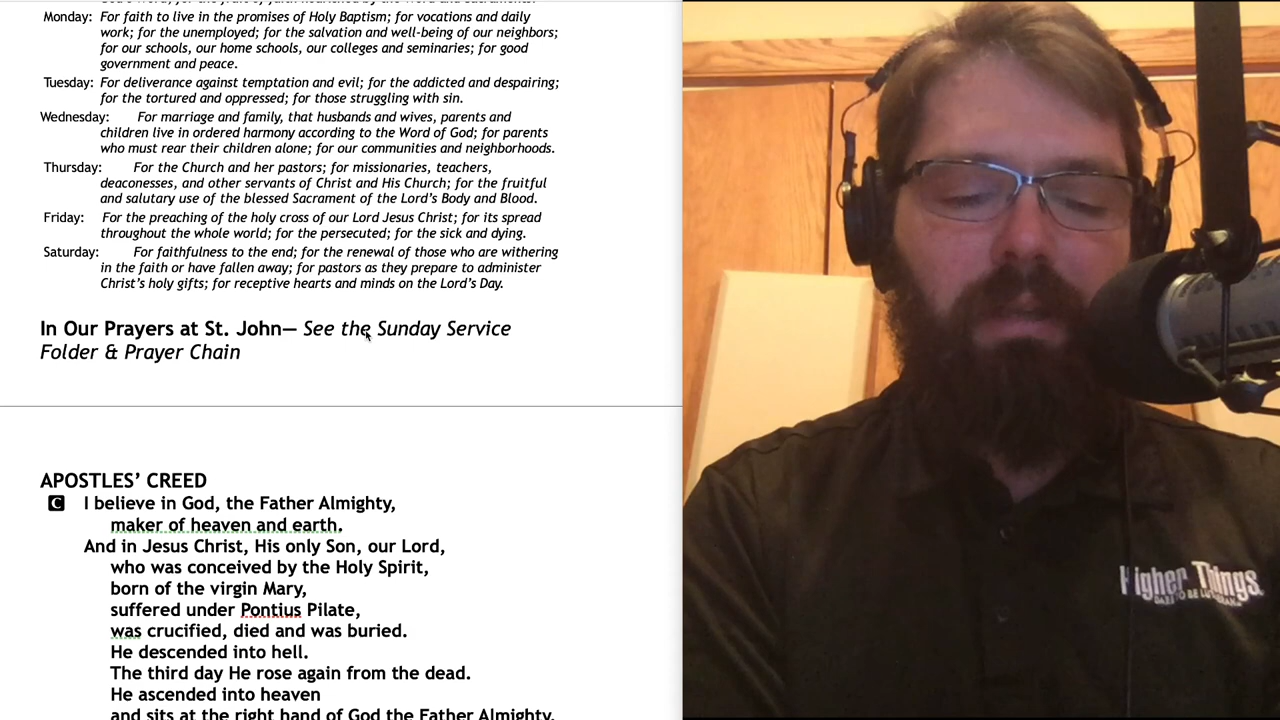 Monday: For faith to live in the promises of Holy Baptism; for vocations and daily
work; for the unemployed; for the salvation and well-being of our neighbors;
for our schools, our home schools, our colleges and seminaries; for good
government and peace.
Tuesday: For deliverance against temptation and evil; for the addicted and despairing;
for the tortured and oppressed; for those struggling with sin.
Wednesday: For marriage and family, that husbands and wives, parents and
children live in ordered harmony according to the Word of God; for parents
who must rear their children alone; for our communities and neighborhoods.
Thursday: For the Church and her pastors; for missionaries, teachers,
deaconesses, and other servants of Christ and His Church; for the fruitful
and salutary use of the blessed Sacrament of the Lord’s Body and Blood.
Friday: For the preaching of the holy cross of our Lord Jesus Christ; for its spread
throughout the whole world; for the persecuted; for the sick and dying.
Saturday: For faithfulness to the end; for the renewal of those who are withering
in the faith or have fallen away; for pastors as they prepare to administer
Christ’s holy gifts; for receptive hearts and minds on the Lord’s Day.
In Our Prayers at St. John— See the Sunday Service
Folder & Prayer Chain
APOSTLES’ CREED
C I believe in God, the Father Almighty,
maker of heaven and earth.
And in Jesus Christ, His only Son, our Lord,
who was conceived by the Holy Spirit,
born of the virgin Mary,
suffered under Pontius Pilate,
was crucified, died and was buried.
He descended into hell.
The third day He rose again from the dead.
He ascended into heaven
and sits at the right hand of God the Father Almighty.
Higher Things